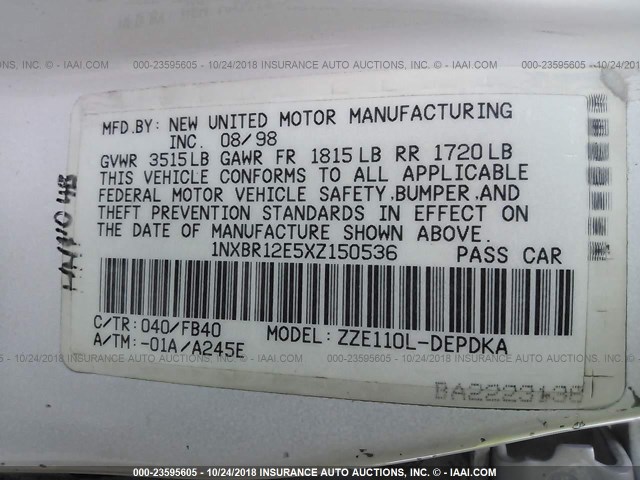 INC. - IAAI.COM 000-23595605 - 10/24/2018 INSURANCE AUTO AUCTIONS, INC. - IAAI.COM 000-23595605 - 10/24/2018
MFD.BY: NEW UNITED MOTOR MANUFACTURING
INC. 08/98
GVWR 3515LB GAWR FR 1815LB RR 1720LB
THIS VEHICLE CONFORMS TO ALL APPLICABLE
FEDERAL MOTOR VEHICLE SAFETY,BUMPER,AND
THEFT PREVENTION STANDARDS IN EFFECT ON
THE DATE OF MANUFACTURE SHOWN ABOVE.
1NXBR12E5XZ150536 PASS CAR
C/TR: 040/FB40 MODEL: ZZE110L-DEPDKA
A/TM: -01A/A245E
BA2223138
000-23595605 - 10/24/2018 INSURANCE AUTO AUCTIONS, INC. - IAAI.COM